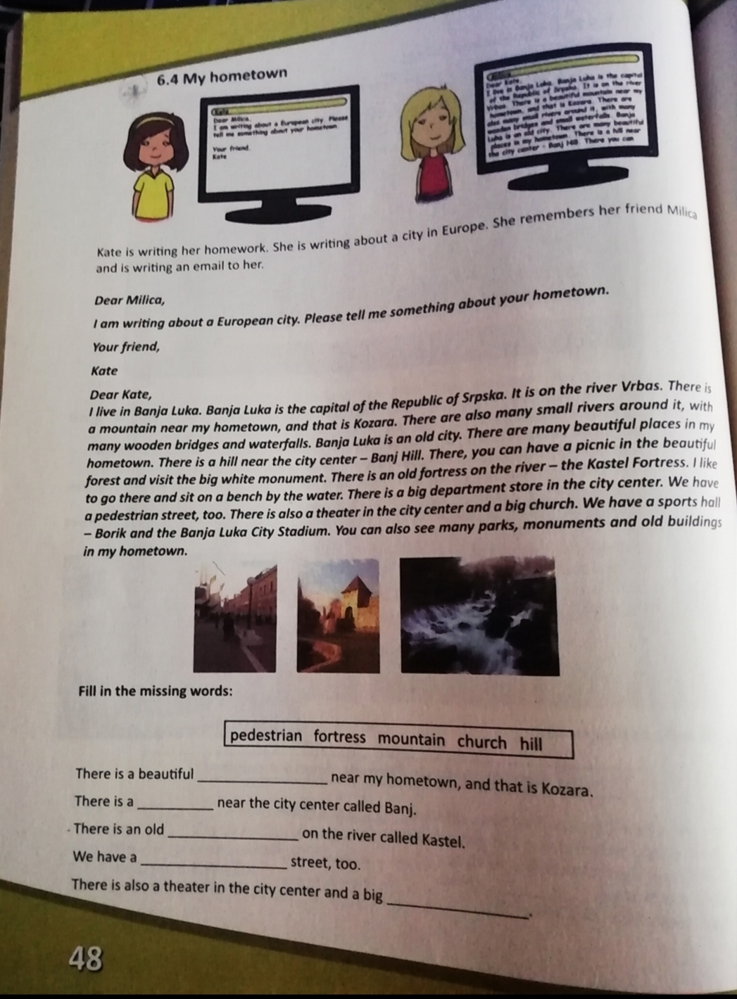 6.4 My hometown
Kate
Dear Milica,
I am writing about a European city. Please
tell me something about your hometown.
Your friend,
Kate
Dear Kate,
I live in Banja Luka. Banja Luka is the capital
of the Republic of Srpska. It is on the river
Vrbas. There is a beautiful mountain near my
hometown, and that is Kozara. There are
also many small rivers around it, with many
wooden bridges and small waterfalls. Banja
Luka is an old city. There are many beautiful
places in my hometown. There is a hill near
the city center – Banj Hill. There you can
Kate is writing her homework. She is writing about a city in Europe. She remembers her friend Milica
and is writing an email to her.
Dear Milica,
I am writing about a European city. Please tell me something about your hometown.
Your friend,
Kate
Dear Kate,
I live in Banja Luka. Banja Luka is the capital of the Republic of Srpska. It is on the river Vrbas. There is
a mountain near my hometown, and that is Kozara. There are also many small rivers around it, with
many wooden bridges and waterfalls. Banja Luka is an old city. There are many beautiful places in my
hometown. There is a hill near the city center – Banj Hill. There, you can have a picnic in the beautiful
forest and visit the big white monument. There is an old fortress on the river – the Kastel Fortress. I like
to go there and sit on a bench by the water. There is a big department store in the city center. We have
a pedestrian street, too. There is also a theater in the city center and a big church. We have a sports hall
– Borik and the Banja Luka City Stadium. You can also see many parks, monuments and old buildings
in my hometown.
Fill in the missing words:
pedestrian fortress mountain church hill
There is a beautiful ________________ near my hometown, and that is Kozara.
There is a __________ near the city center called Banj.
There is an old ________________ on the river called Kastel.
We have a __________________ street, too.
There is also a theater in the city center and a big __________________.
48